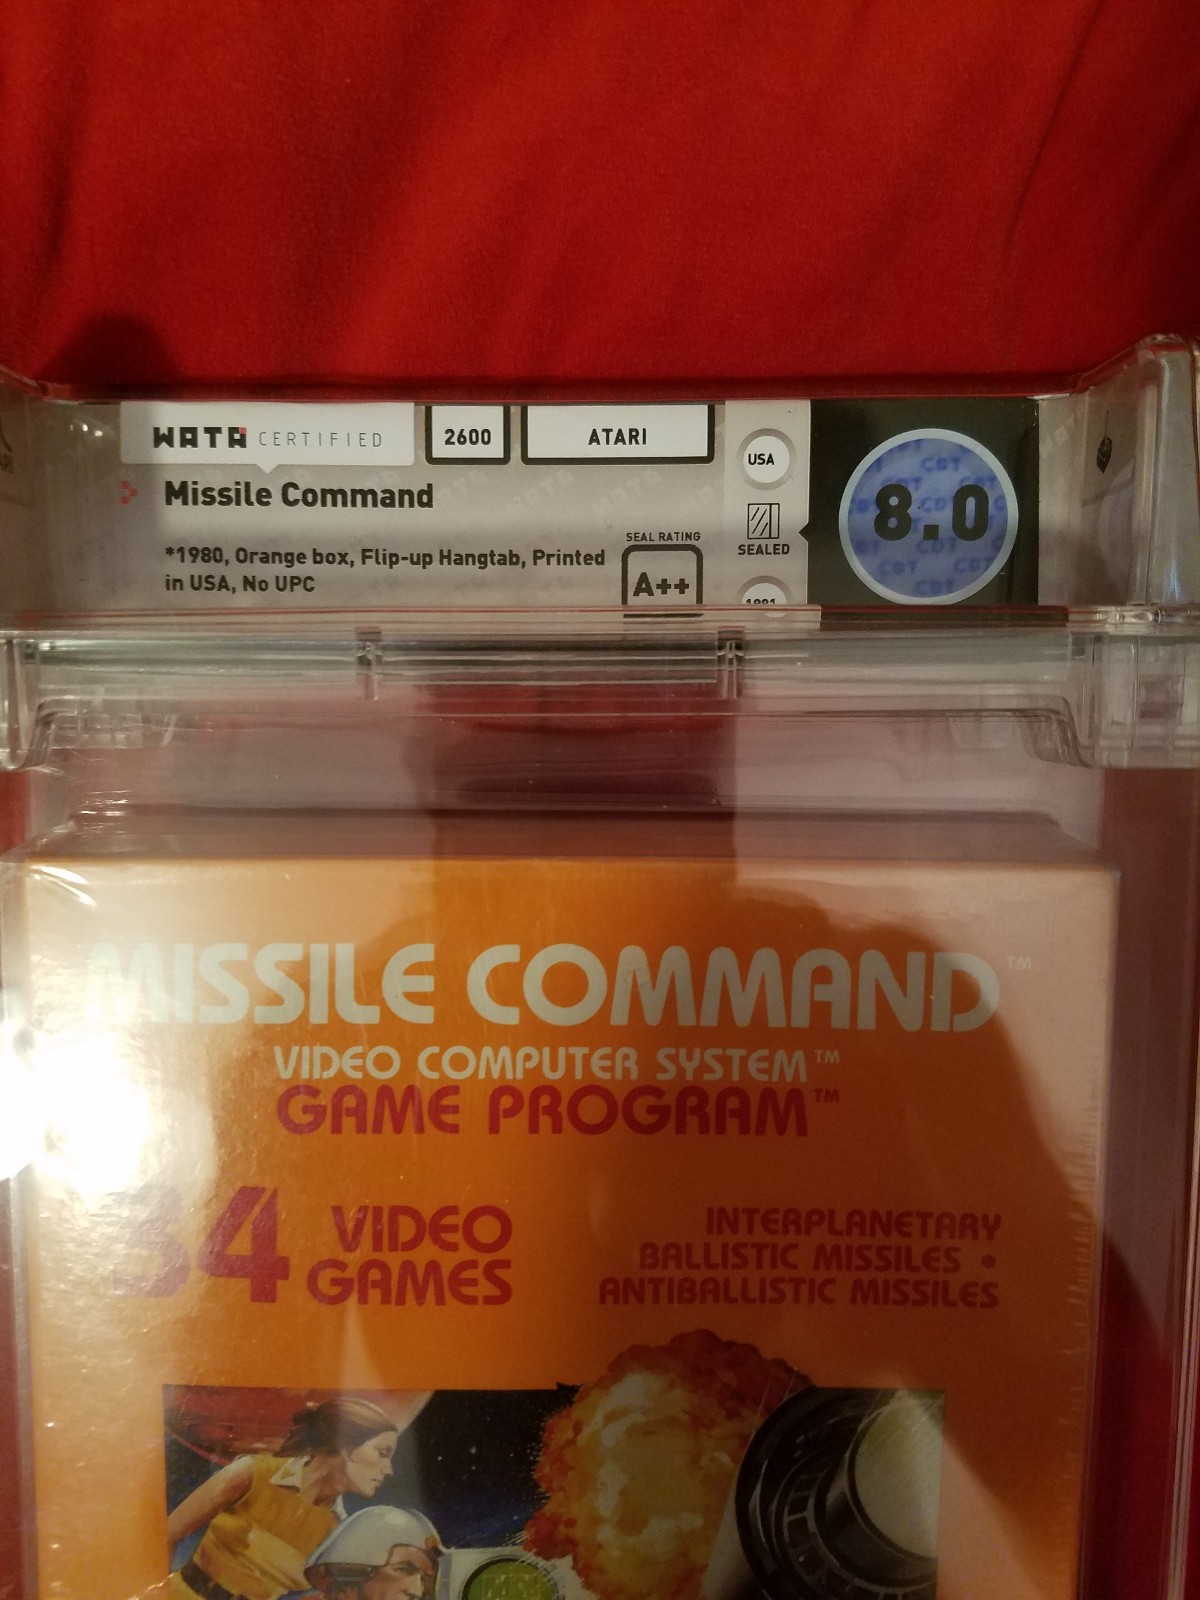 WATA CERTIFIED
2600
ATARI
USA
Missile Command
8.0
SEALED
*1980, Orange box, Flip-up Hangtab, Printed
in USA, No UPC
SEAL RATING
A++
1981
MISSILE COMMAND™
VIDEO COMPUTER SYSTEM™
GAME PROGRAM™
34 VIDEO
GAMES
INTERPLANETARY
BALLISTIC MISSILES •
ANTIBALLISTIC MISSILES